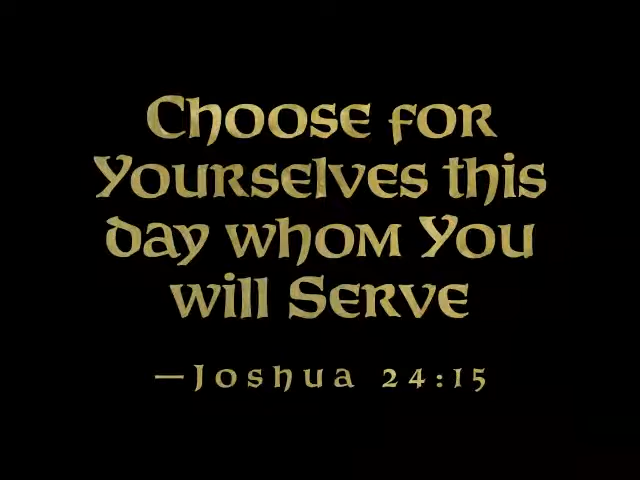 Choose for
Yourselves this
day whom You
will Serve
—Joshua 24:15